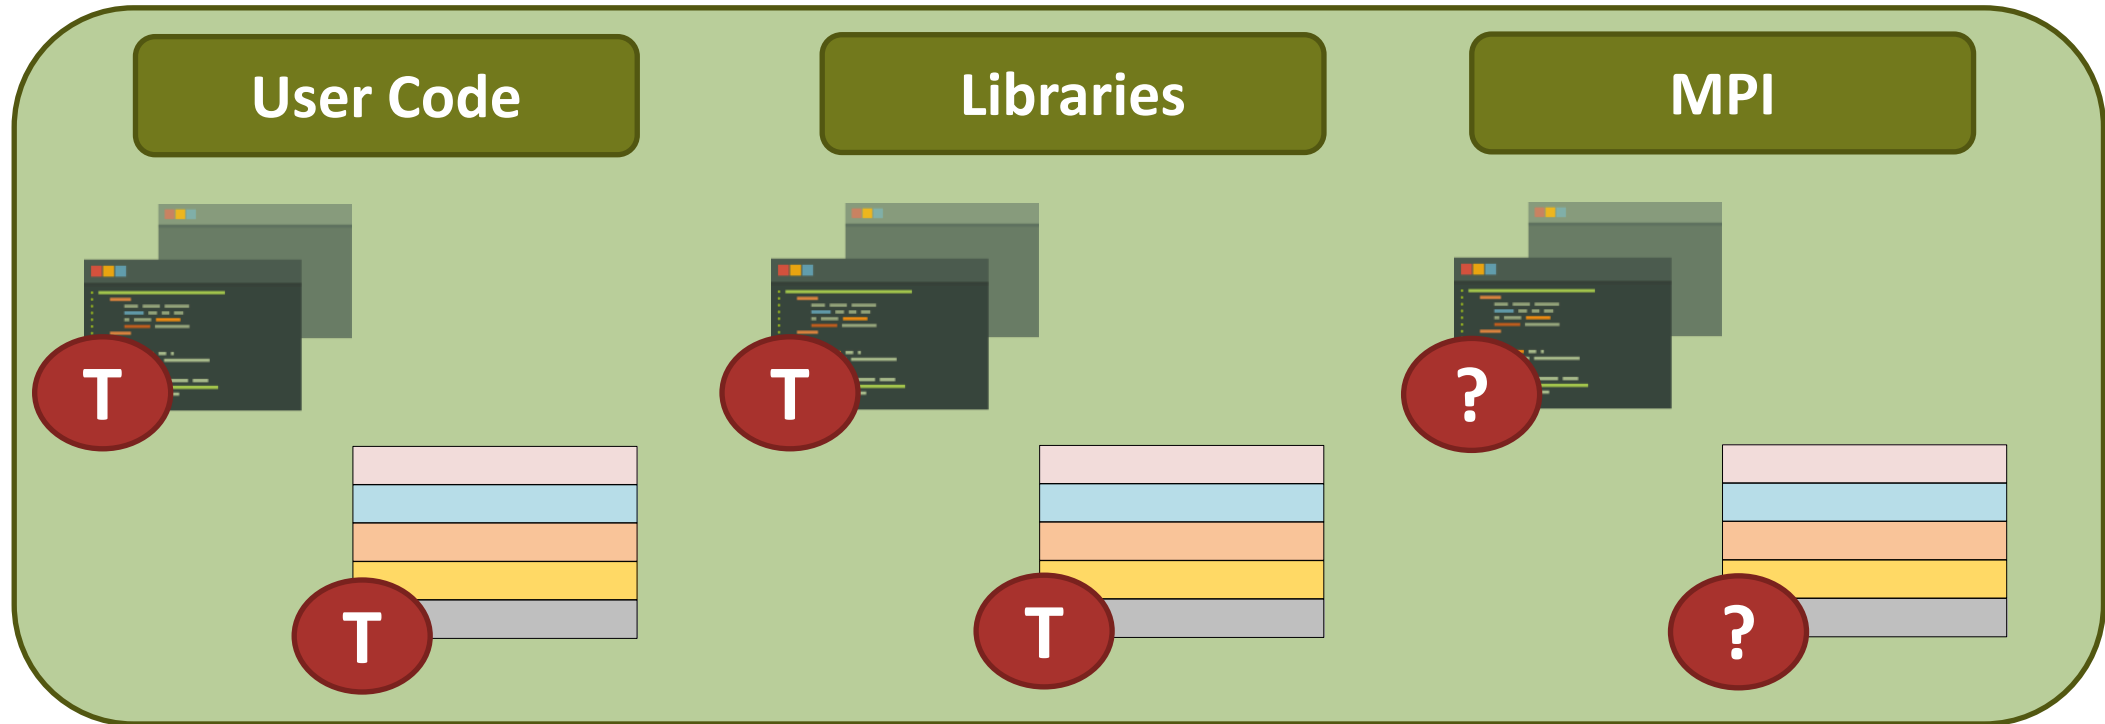 User Code
Libraries
MPI
T
T
?
T
T
?